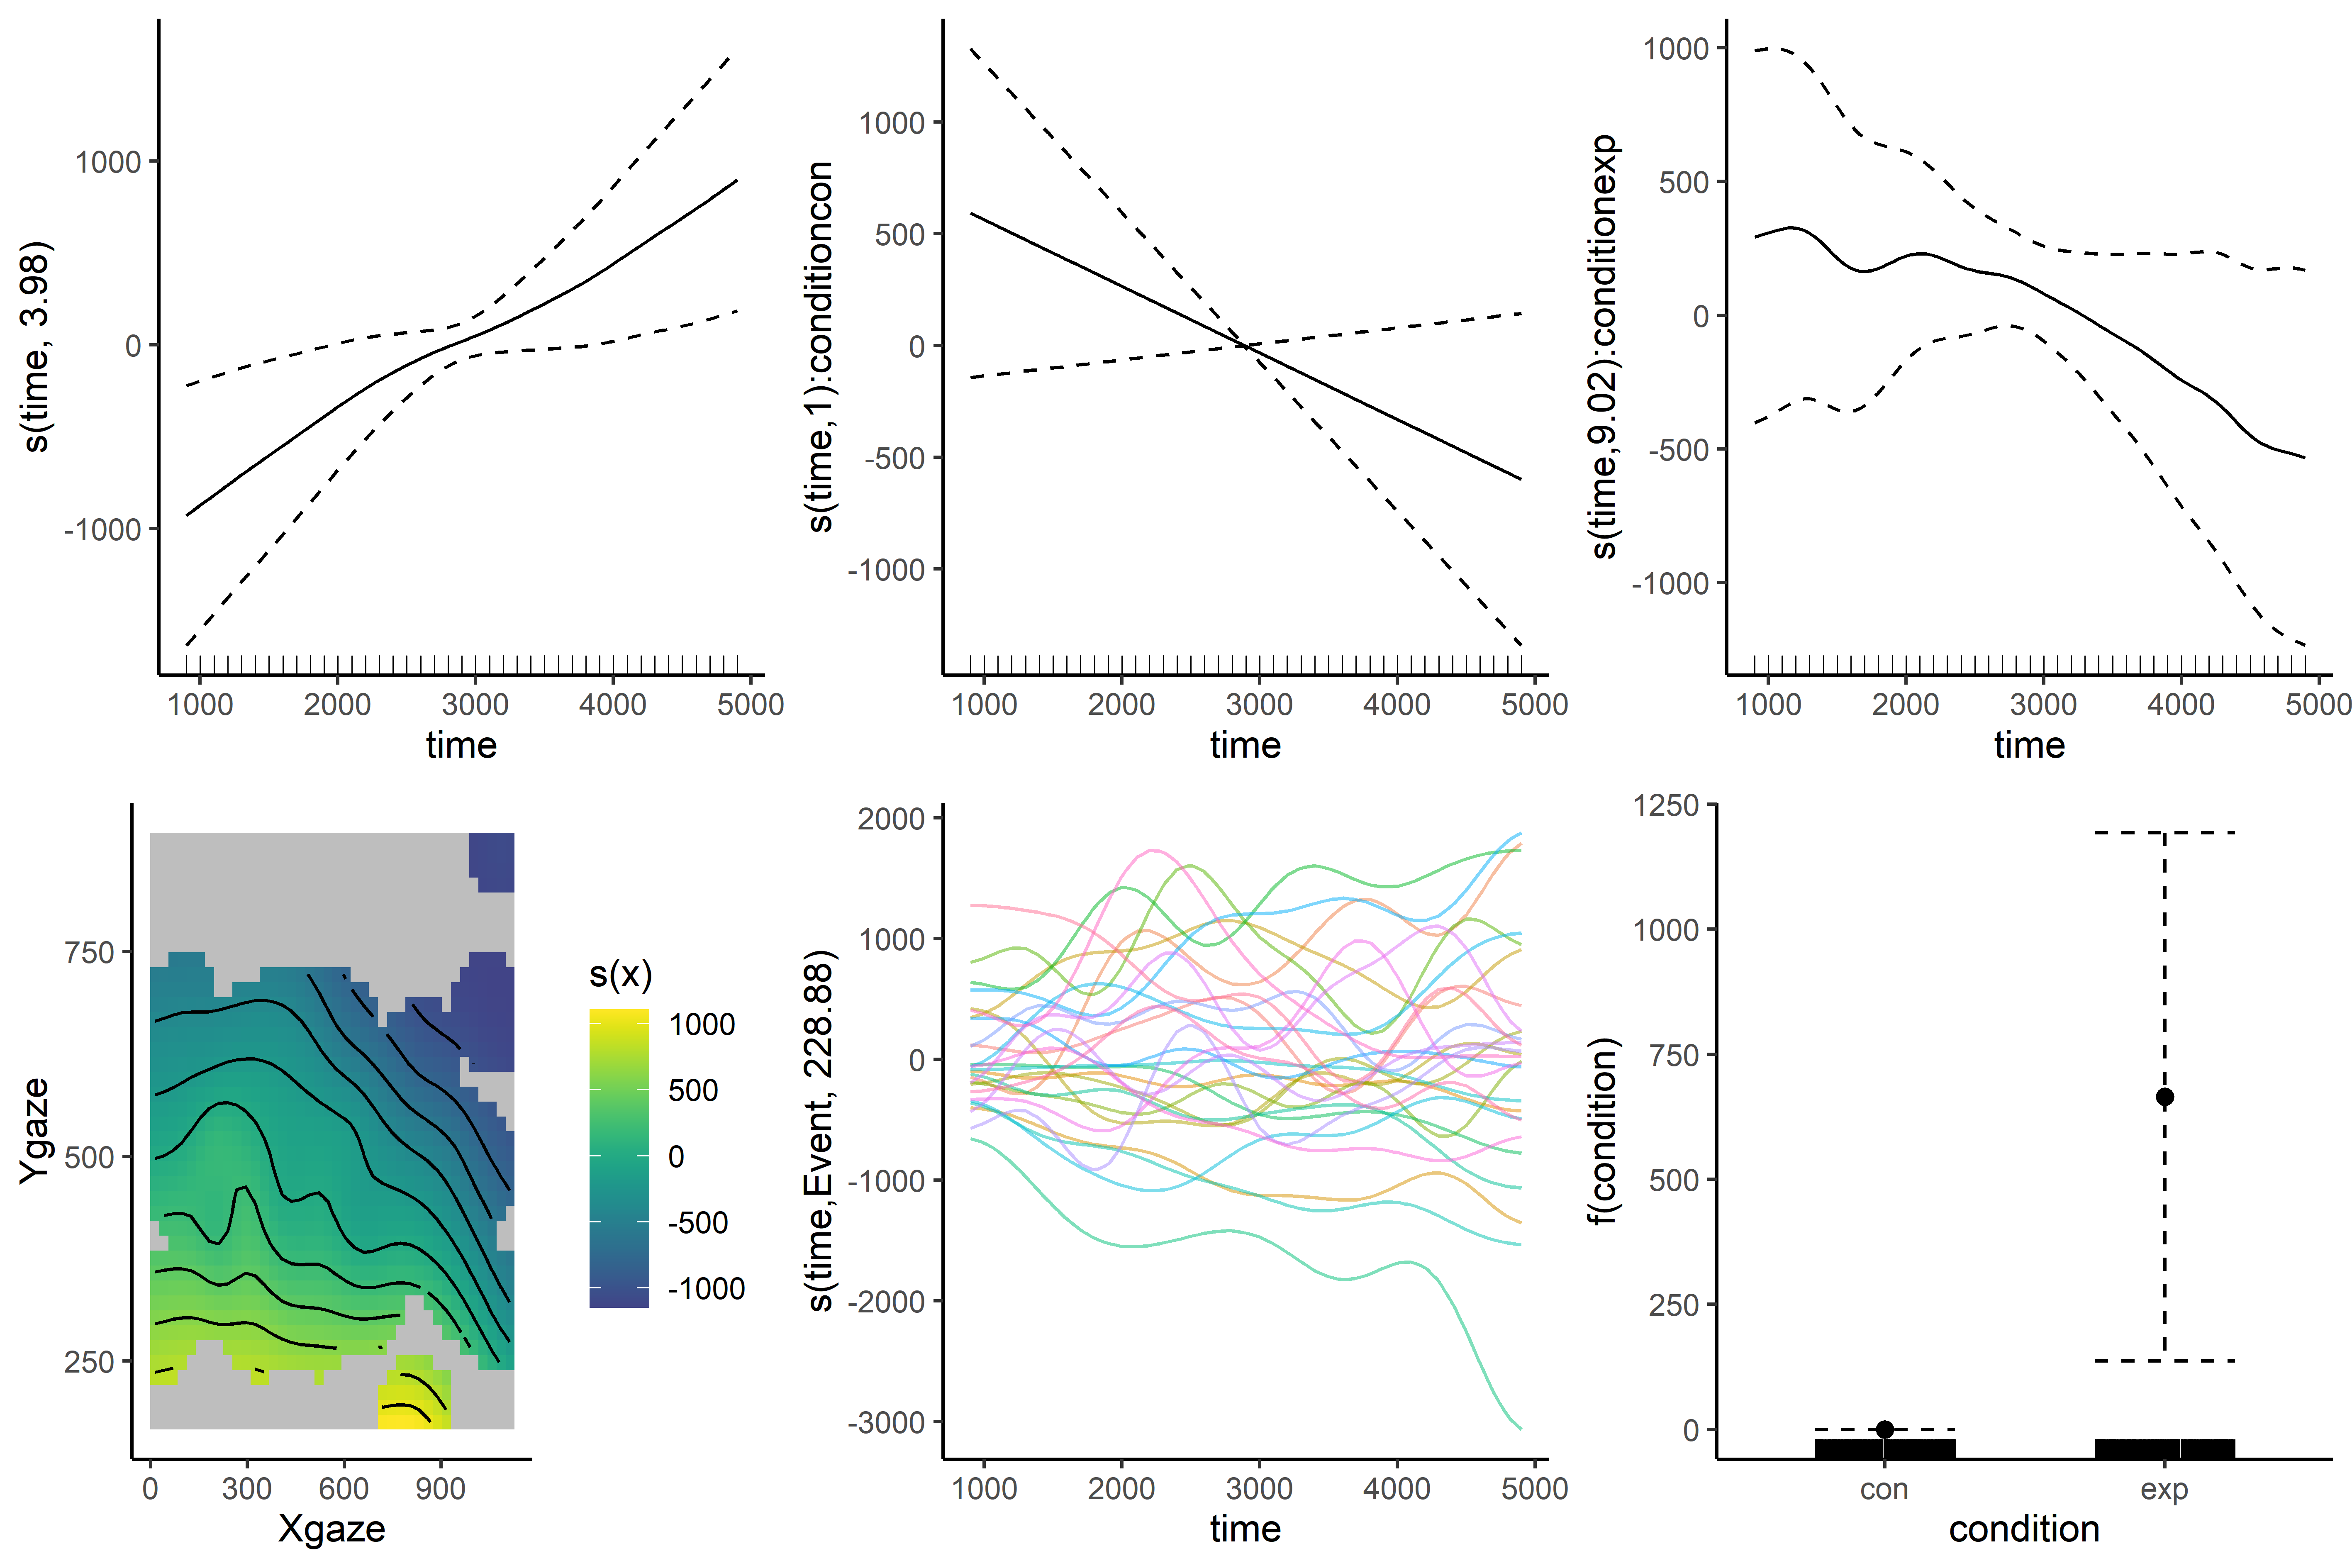 s(time, 3.98)
1000
0
-1000
1000 2000 3000 4000 5000
time
s(time,1):conditioncon
1000
500
0
-500
-1000
1000 2000 3000 4000 5000
time
s(time,9.02):conditionexp
1000
500
0
-500
-1000
1000 2000 3000 4000 5000
time
Ygaze
750
500
250
0 300 600 900
Xgaze
s(x)
1000
500
0
-500
-1000
s(time,Event, 228.88)
2000
1000
0
-1000
-2000
-3000
1000 2000 3000 4000 5000
time
f(condition)
1250
1000
750
500
250
0
con exp
condition